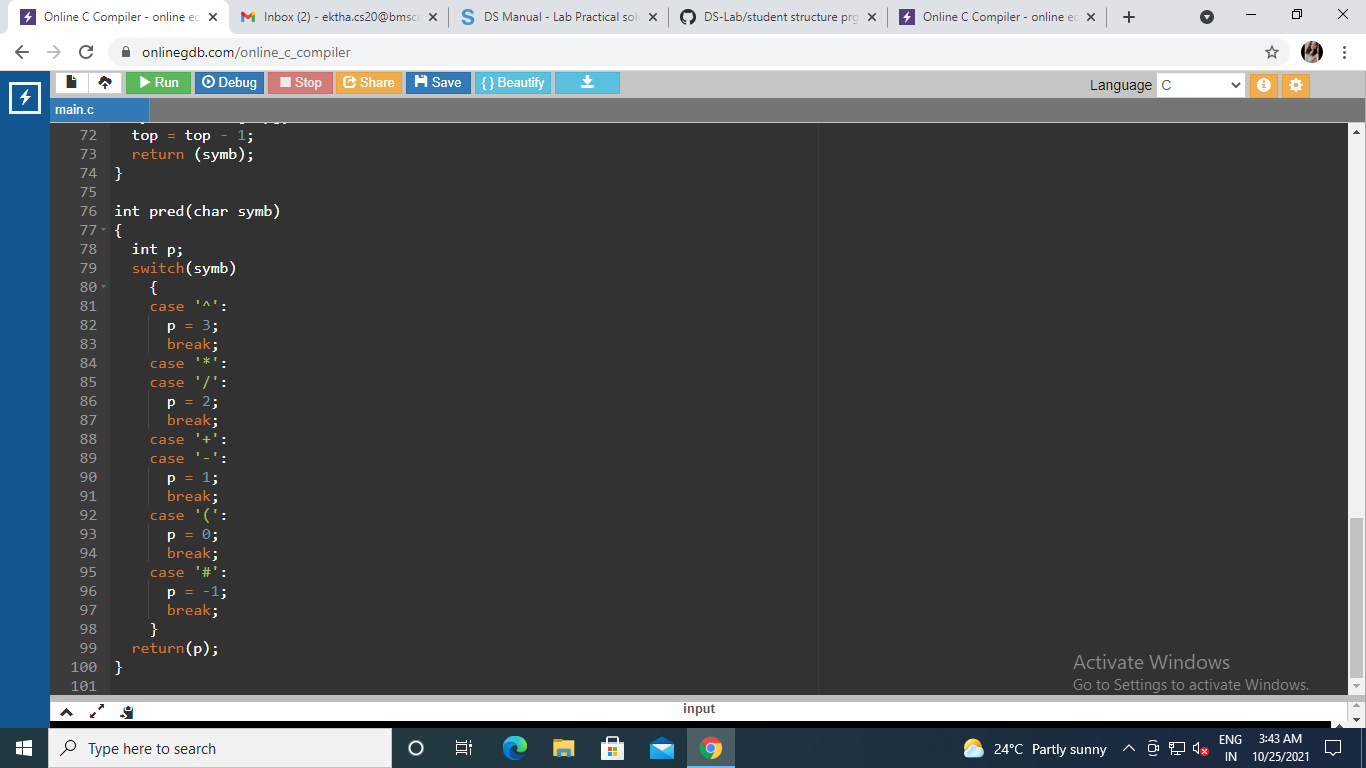 Online C Compiler - online ec
Inbox (2) - ektha.cs20@bmsc
DS Manual - Lab Practical sol
DS-Lab/student structure prg
Online C Compiler - online ed
onlinegdb.com/online_c_compiler
Run
Debug
Stop
Share
Save
{ } Beautify
Language C
main.c
72 top = top - 1;
73 return (symb);
74 }
75
76 int pred(char symb)
77 {
78 int p;
79 switch(symb)
80 {
81 case '^':
82 p = 3;
83 break;
84 case '*':
85 case '/':
86 p = 2;
87 break;
88 case '+':
89 case '-':
90 p = 1;
91 break;
92 case '(':
93 p = 0;
94 break;
95 case '#':
96 p = -1;
97 break;
98 }
99 return(p);
100 }
101
Activate Windows
Go to Settings to activate Windows.
input
Type here to search
24°C Partly sunny
ENG
IN
3:43 AM
10/25/2021